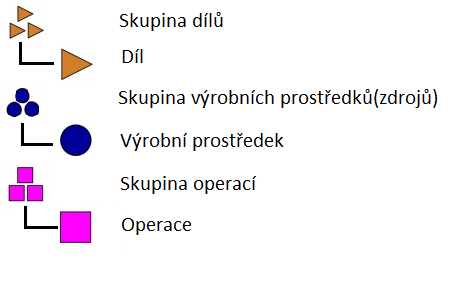 Skupina dílů
Díl
Skupina výrobních prostředků(zdrojů)
Výrobní prostředek
Skupina operací
Operace